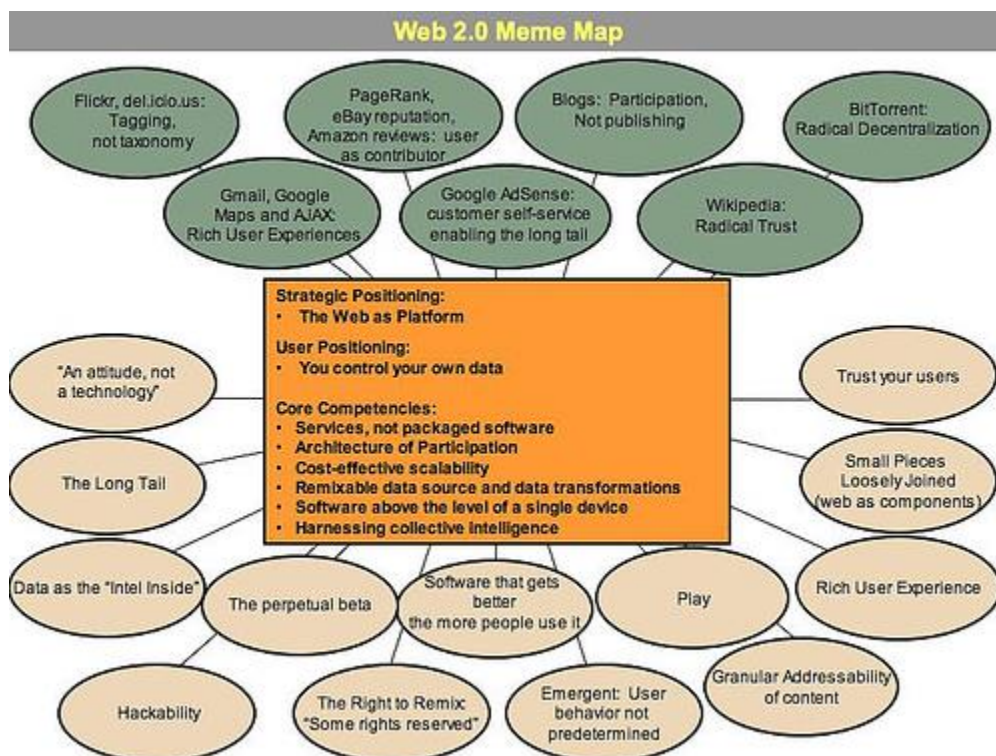 Web 2.0 Meme Map
Flickr, del.icio.us:
Tagging,
not taxonomy
PageRank,
eBay reputation,
Amazon reviews: user
as contributor
Blogs: Participation,
Not publishing
BitTorrent:
Radical Decentralization
Gmail, Google
Maps and AJAX:
Rich User Experiences
Google AdSense:
customer self-service
enabling the long tail
Wikipedia:
Radical Trust
Strategic Positioning:
• The Web as Platform
User Positioning:
• You control your own data
Core Competencies:
• Services, not packaged software
• Architecture of Participation
• Cost-effective scalability
• Remixable data source and data transformations
• Software above the level of a single device
• Harnessing collective intelligence
"An attitude, not
a technology"
Trust your users
The Long Tail
Small Pieces
Loosely Joined
(web as components)
Data as the "Intel Inside"
The perpetual beta
Software that gets
better
the more people use it
Play
Rich User Experience
Hackability
The Right to Remix:
"Some rights reserved"
Emergent: User
behavior not
predetermined
Granular Addressability
of content